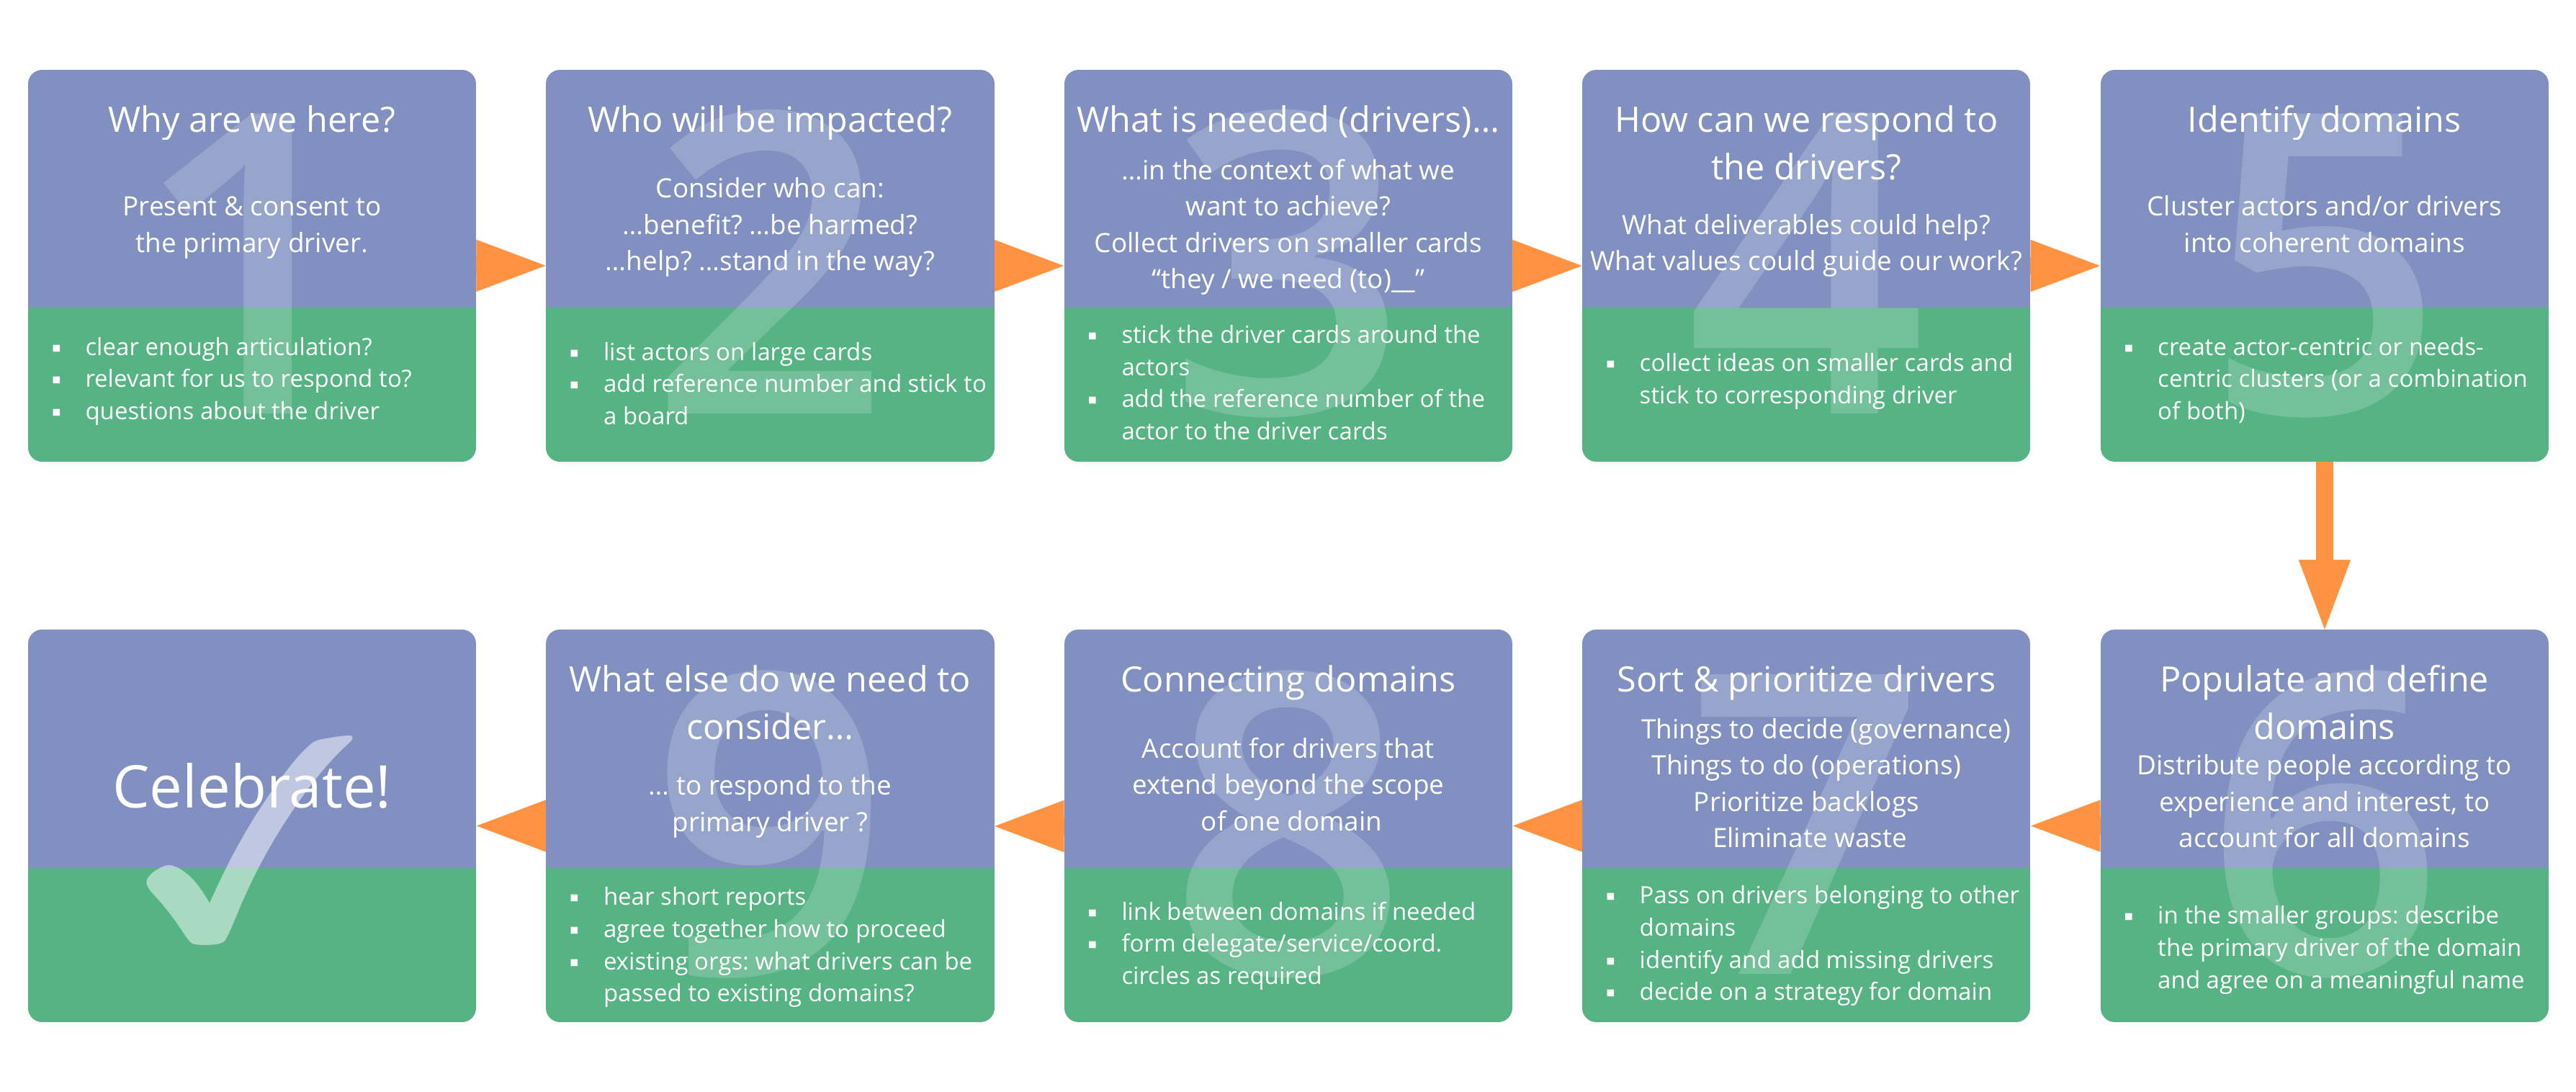 1
Why are we here?
Present & consent to
the primary driver.
▪ clear enough articulation?
▪ relevant for us to respond to?
▪ questions about the driver
2
Who will be impacted?
Consider who can:
...benefit? ...be harmed?
...help? ...stand in the way?
▪ list actors on large cards
▪ add reference number and stick to
a board
3
What is needed (drivers)...
...in the context of what we
want to achieve?
Collect drivers on smaller cards
“they / we need (to)__”
▪ stick the driver cards around the
actors
▪ add the reference number of the
actor to the driver cards
4
How can we respond to
the drivers?
What deliverables could help?
What values could guide our work?
▪ collect ideas on smaller cards and
stick to corresponding driver
5
Identify domains
Cluster actors and/or drivers
into coherent domains
▪ create actor-centric or needs-
centric clusters (or a combination
of both)
6
Populate and define
domains
Distribute people according to
experience and interest, to
account for all domains
▪ in the smaller groups: describe
the primary driver of the domain
and agree on a meaningful name
7
Sort & prioritize drivers
Things to decide (governance)
Things to do (operations)
Prioritize backlogs
Eliminate waste
▪ Pass on drivers belonging to other
domains
▪ identify and add missing drivers
▪ decide on a strategy for domain
8
Connecting domains
Account for drivers that
extend beyond the scope
of one domain
▪ link between domains if needed
▪ form delegate/service/coord.
circles as required
9
What else do we need to
consider...
... to respond to the
primary driver ?
▪ hear short reports
▪ agree together how to proceed
▪ existing orgs: what drivers can be
passed to existing domains?
Celebrate!
✓